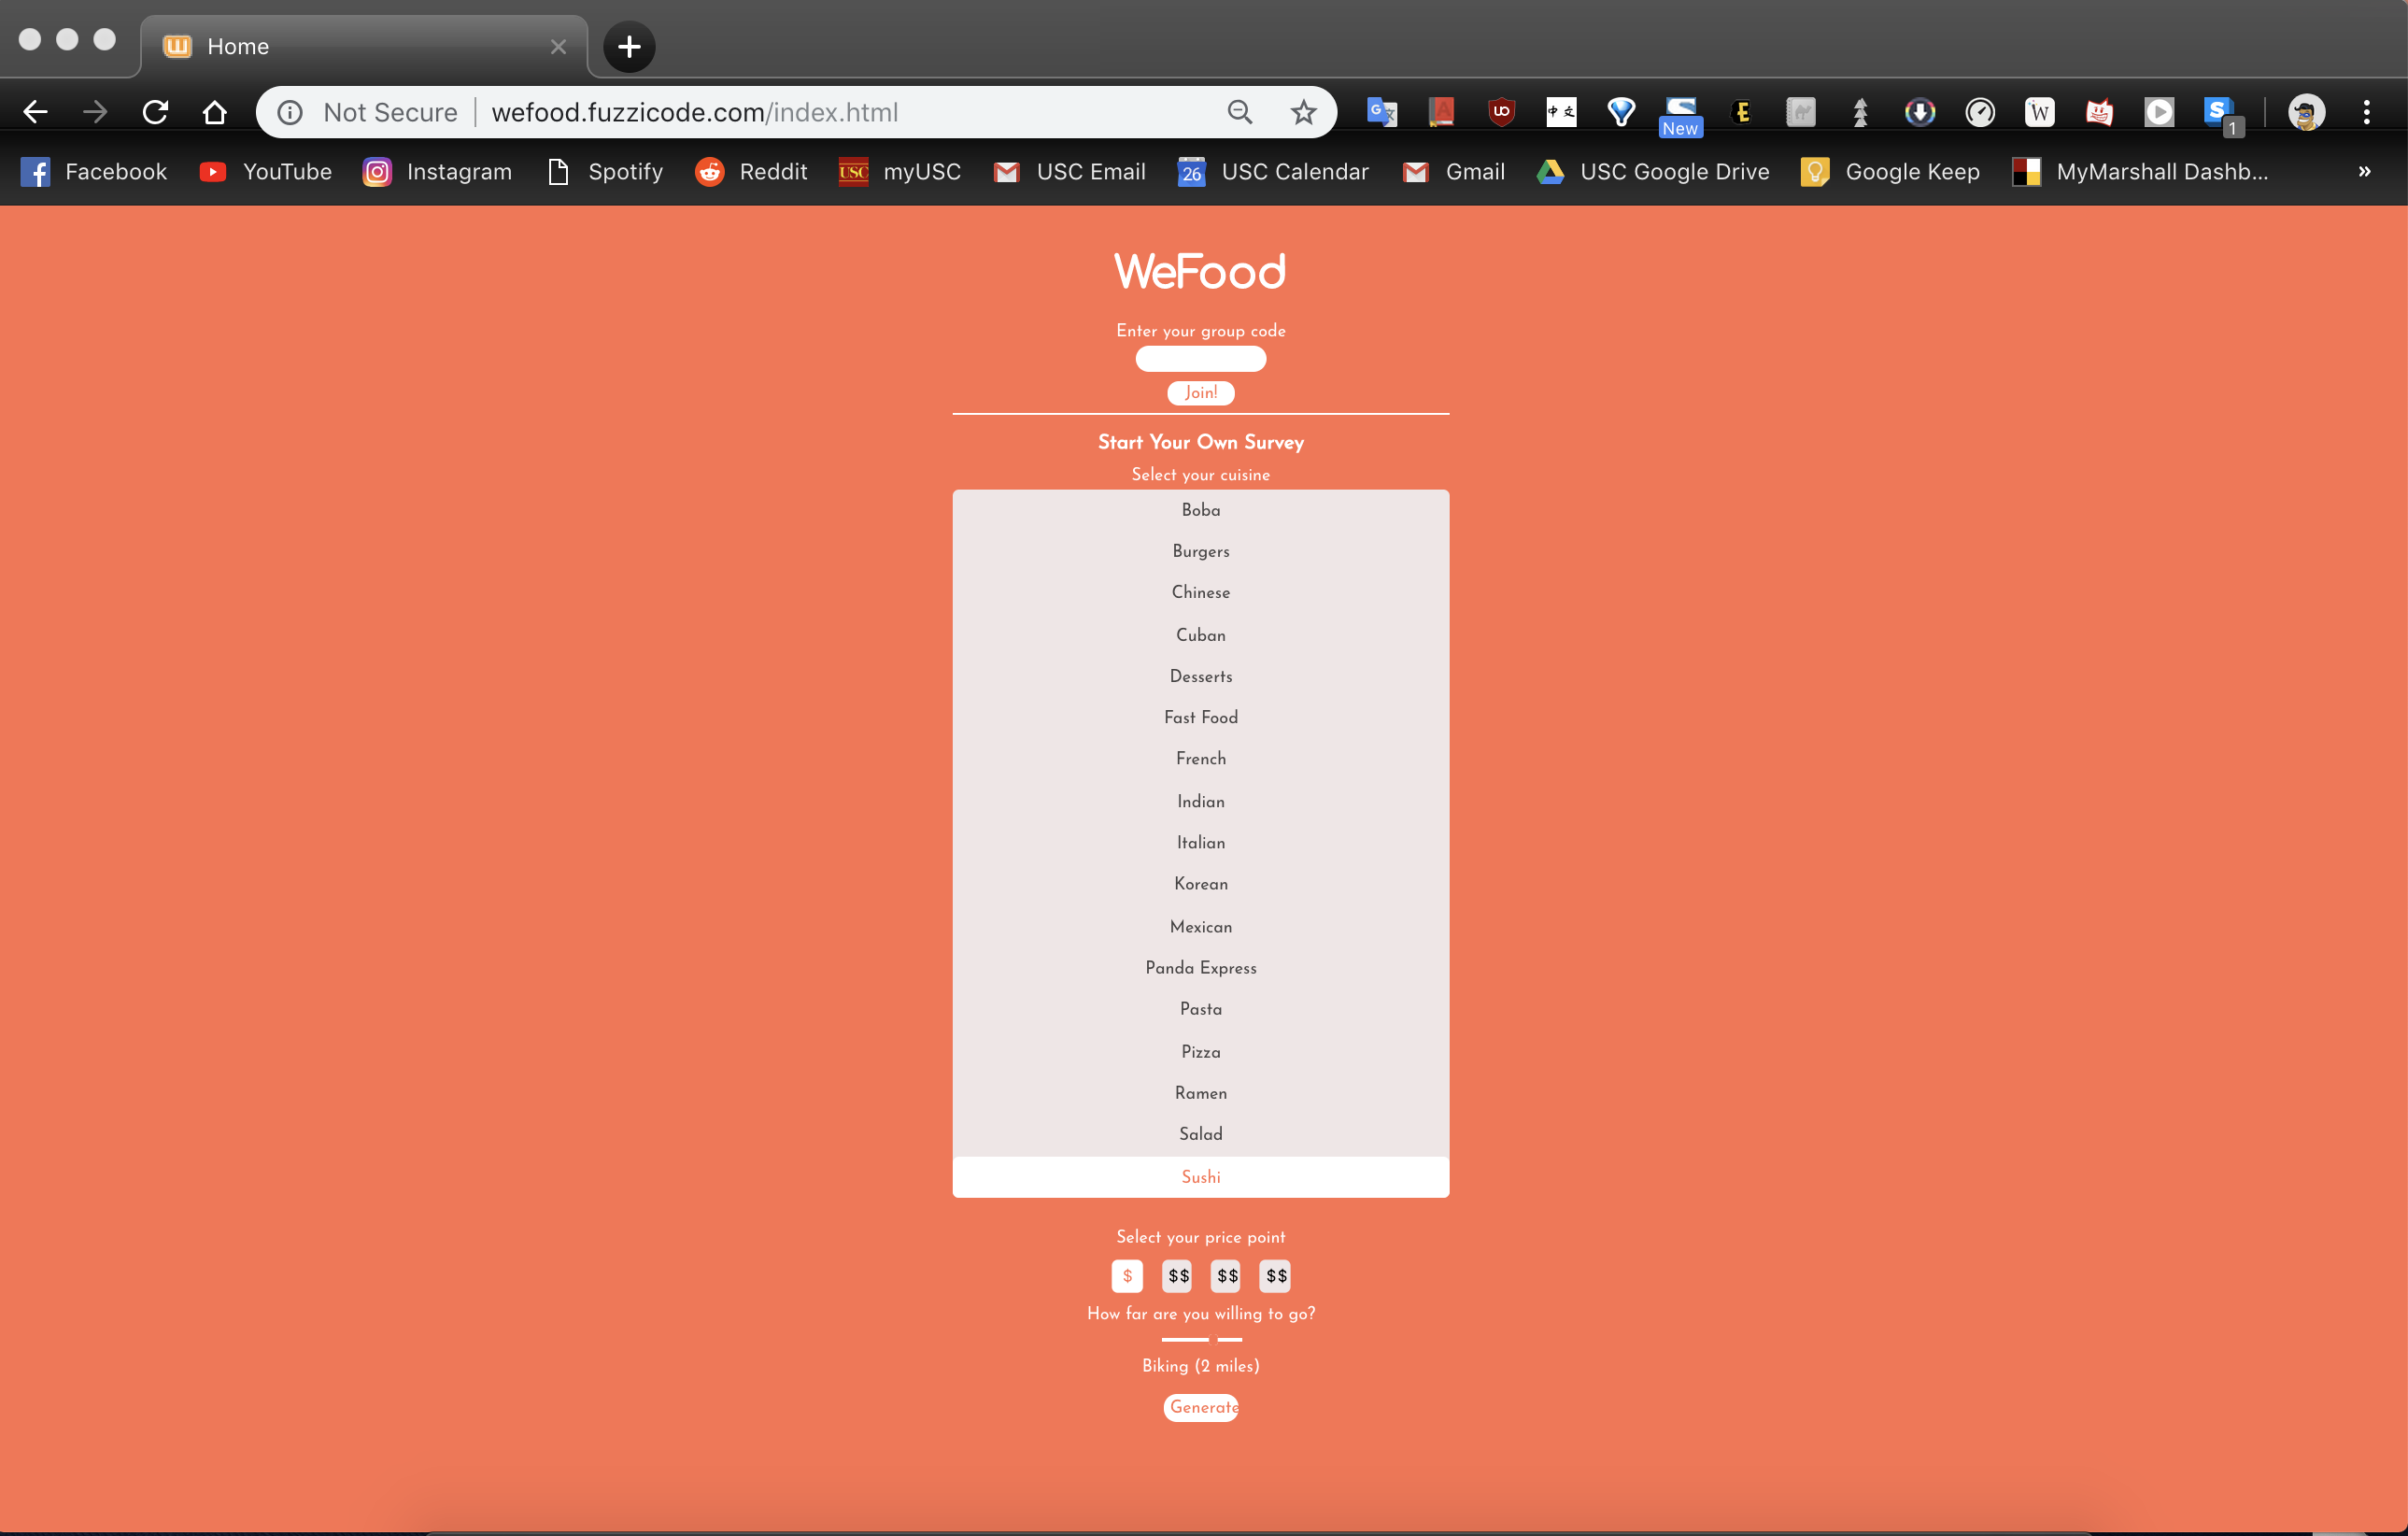 Home
Not Secure wefood.fuzzicode.com/index.html
New
1
Facebook YouTube Instagram Spotify Reddit USC myUSC USC Email 26 USC Calendar Gmail USC Google Drive Google Keep MyMarshall Dashb... »
WeFood
Enter your group code
Join!
Start Your Own Survey
Select your cuisine
Boba
Burgers
Chinese
Cuban
Desserts
Fast Food
French
Indian
Italian
Korean
Mexican
Panda Express
Pasta
Pizza
Ramen
Salad
Sushi
Select your price point
$ $$ $$ $$
How far are you willing to go?
Biking (2 miles)
Generate